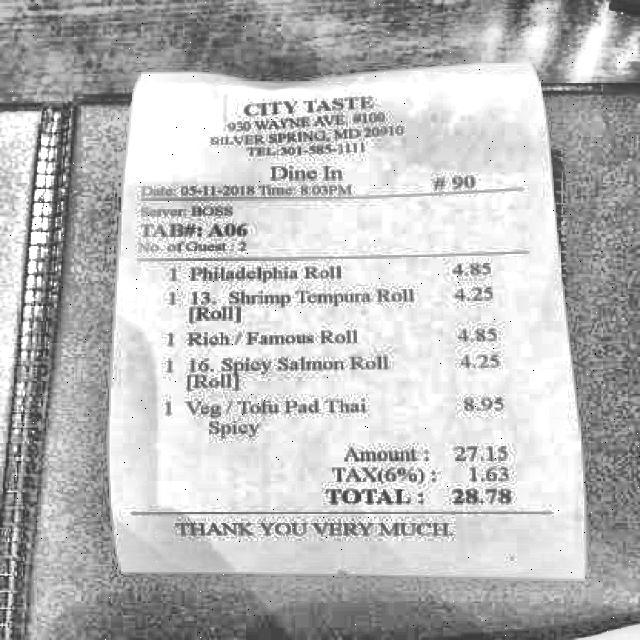 CITY TASTE
950 WAYNE AVE. #108
SILVER SPRING, MD 20910
TEL:301-585-1111
Dine In
# 90
Date: 05-11-2018 Time: 8:03PM
Server: BOSS
TAB#: A06
No. of Guest : 2
1 Philadelphia Roll 4.85
1 13. Shrimp Tempura Roll 4.25
[Roll]
1 Rich / Famous Roll 4.85
1 16. Spicy Salmon Roll 4.25
[Roll]
1 Veg / Tofu Pad Thai 8.95
Spicy
Amount : 27.15
TAX(6%) : 1.63
TOTAL : 28.78
THANK YOU VERY MUCH